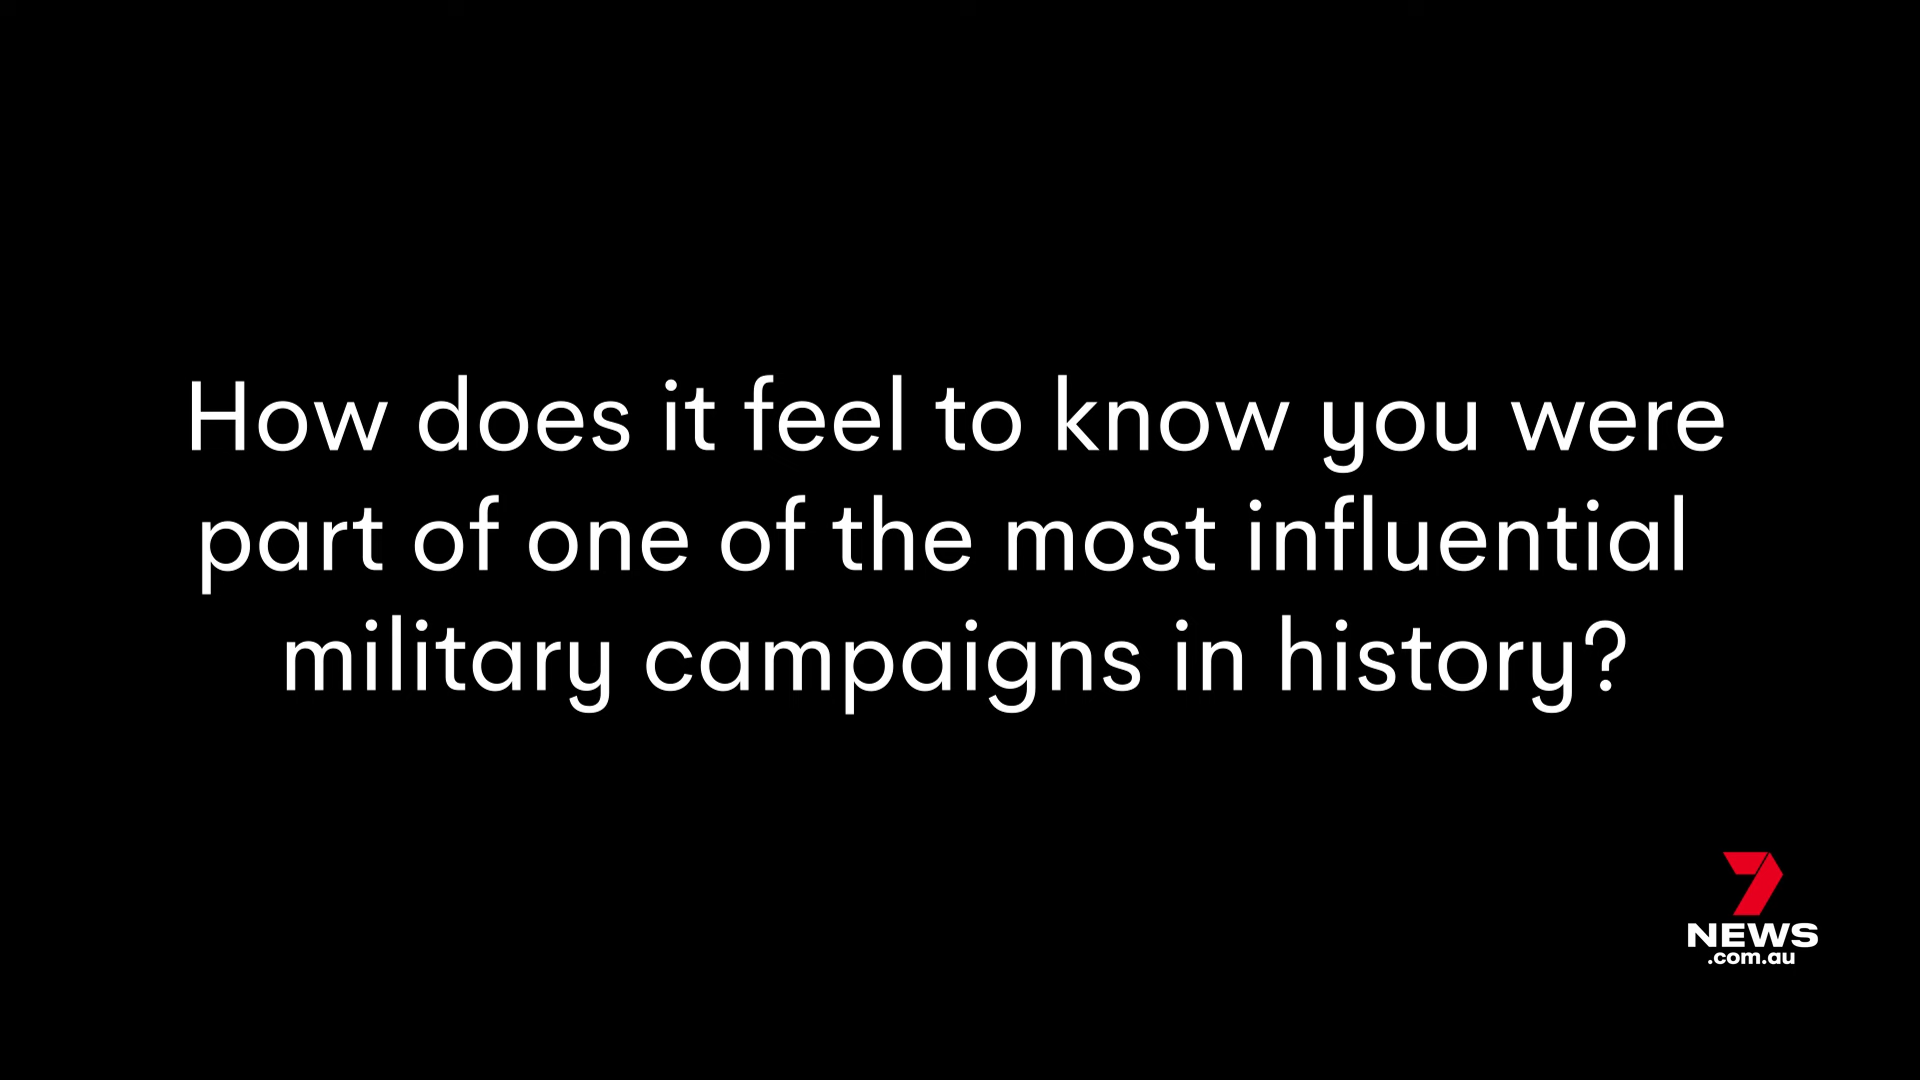 How does it feel to know you were
part of one of the most influential
military campaigns in history?
7
NEWS
.com.au